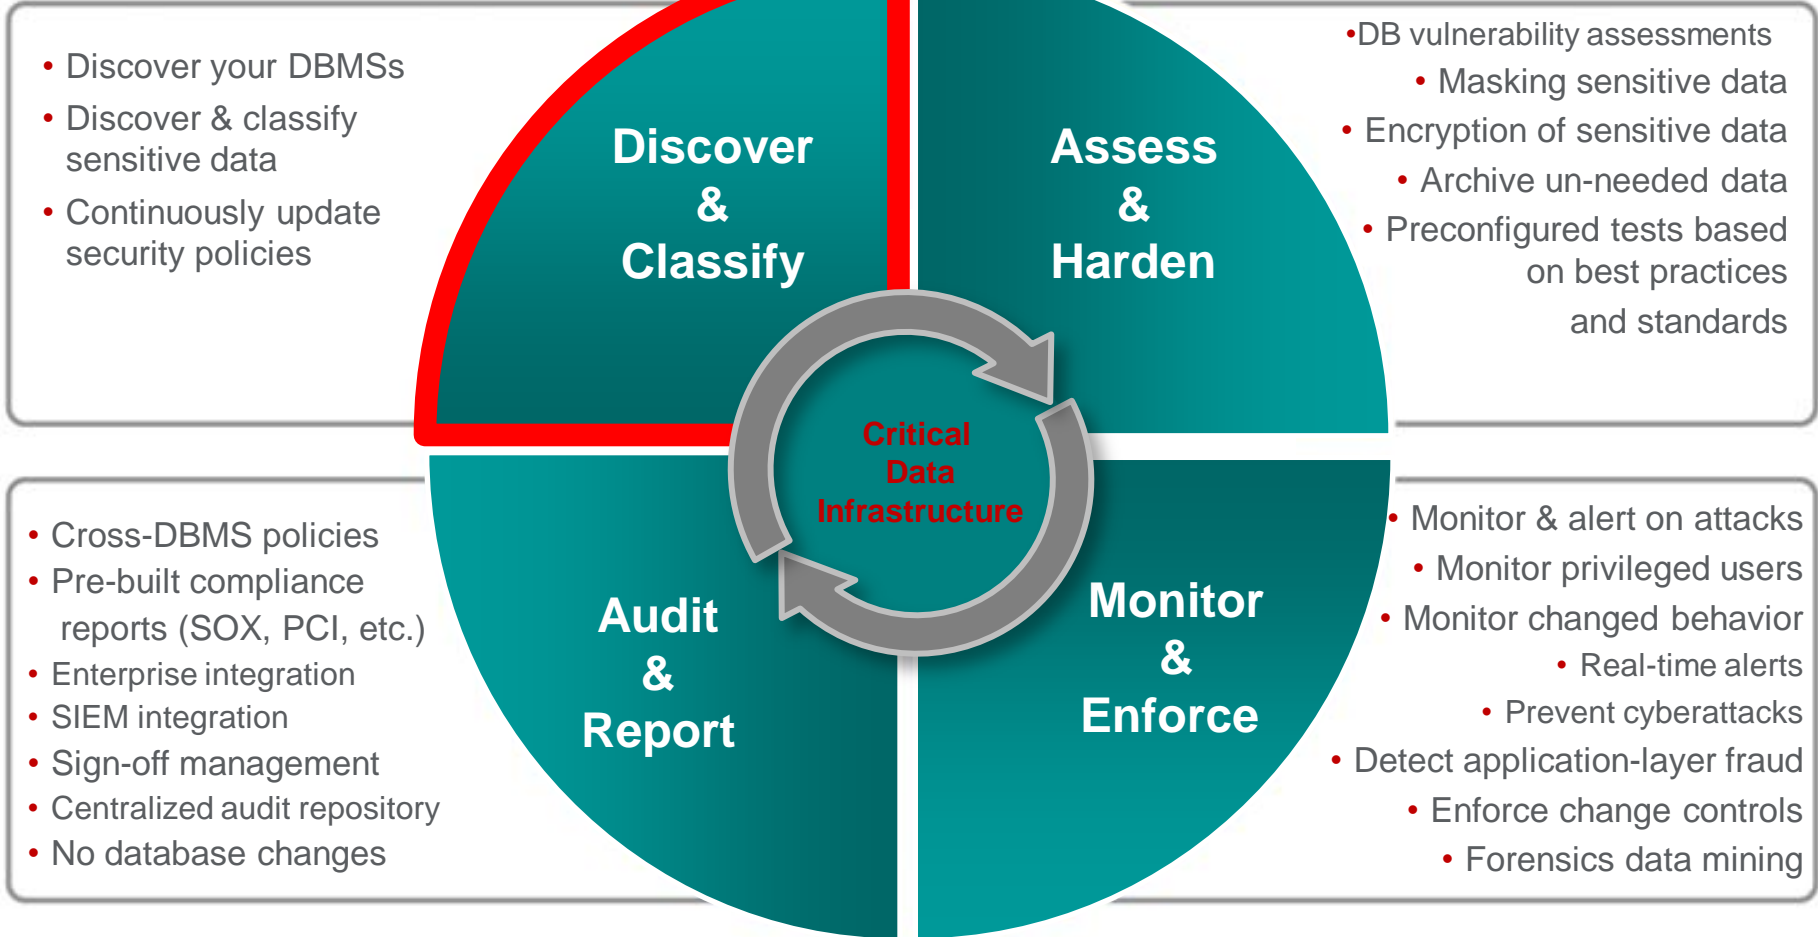 • Discover your DBMSs
• Discover & classify
sensitive data
• Continuously update
security policies
Discover
&
Classify
Assess
&
Harden
•DB vulnerability assessments
• Masking sensitive data
• Encryption of sensitive data
• Archive un-needed data
• Preconfigured tests based
on best practices
and standards
Critical
Data
Infrastructure
• Cross-DBMS policies
• Pre-built compliance
reports (SOX, PCI, etc.)
• Enterprise integration
• SIEM integration
• Sign-off management
• Centralized audit repository
• No database changes
Audit
&
Report
Monitor
&
Enforce
• Monitor & alert on attacks
• Monitor privileged users
• Monitor changed behavior
• Real-time alerts
• Prevent cyberattacks
• Detect application-layer fraud
• Enforce change controls
• Forensics data mining